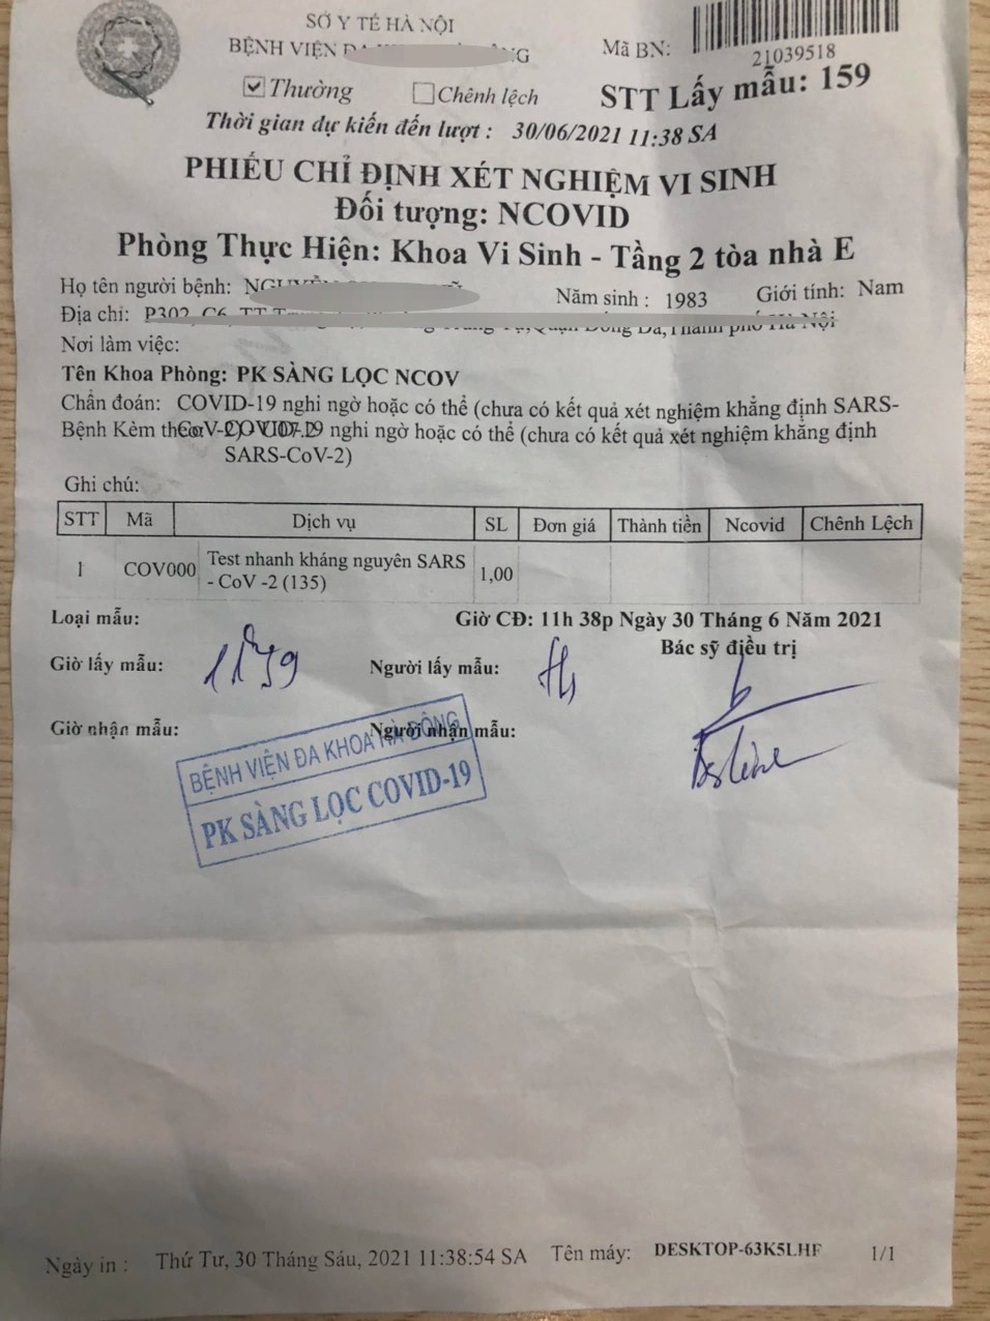 SỞ Y TẾ HÀ NỘI
BỆNH VIỆN
Mã BN:
21039518
Thường Chênh lệch STT Lấy mẫu: 159
Thời gian dự kiến đến lượt : 30/06/2021 11:38 SA
PHIẾU CHỈ ĐỊNH XÉT NGHIỆM VI SINH
Đối tượng: NCOVID
Phòng Thực Hiện: Khoa Vi Sinh - Tầng 2 tòa nhà E
Họ tên người bệnh: Năm sinh : 1983 Giới tính: Nam
Địa chỉ:
Nơi làm việc:
Tên Khoa Phòng: PK SÀNG LỌC NCOV
Chẩn đoán: COVID-19 nghi ngờ hoặc có thể (chưa có kết quả xét nghiệm khẳng định SARS-
Bệnh Kèm nghi ngờ hoặc có thể (chưa có kết quả xét nghiệm khẳng định
SARS-CoV-2)
Ghi chú:
STT Mã Dịch vụ SL Đơn giá Thành tiền Ncovid Chênh Lệch
1 COV000 Test nhanh kháng nguyên SARS
- CoV -2 (135) 1,00
Loại mẫu: Giờ CĐ: 11h 38p Ngày 30 Tháng 6 Năm 2021
Bác sỹ điều trị
Giờ lấy mẫu: Người lấy mẫu:
Giờ nhận mẫu: Người nhận mẫu:
BỆNH VIỆN ĐA KHOA HÀ ĐÔNG
PK SÀNG LỌC COVID-19
Ngày in : Thứ Tư, 30 Tháng Sáu, 2021 11:38:54 SA Tên máy: DESKTOP-63K5LHF 1/1